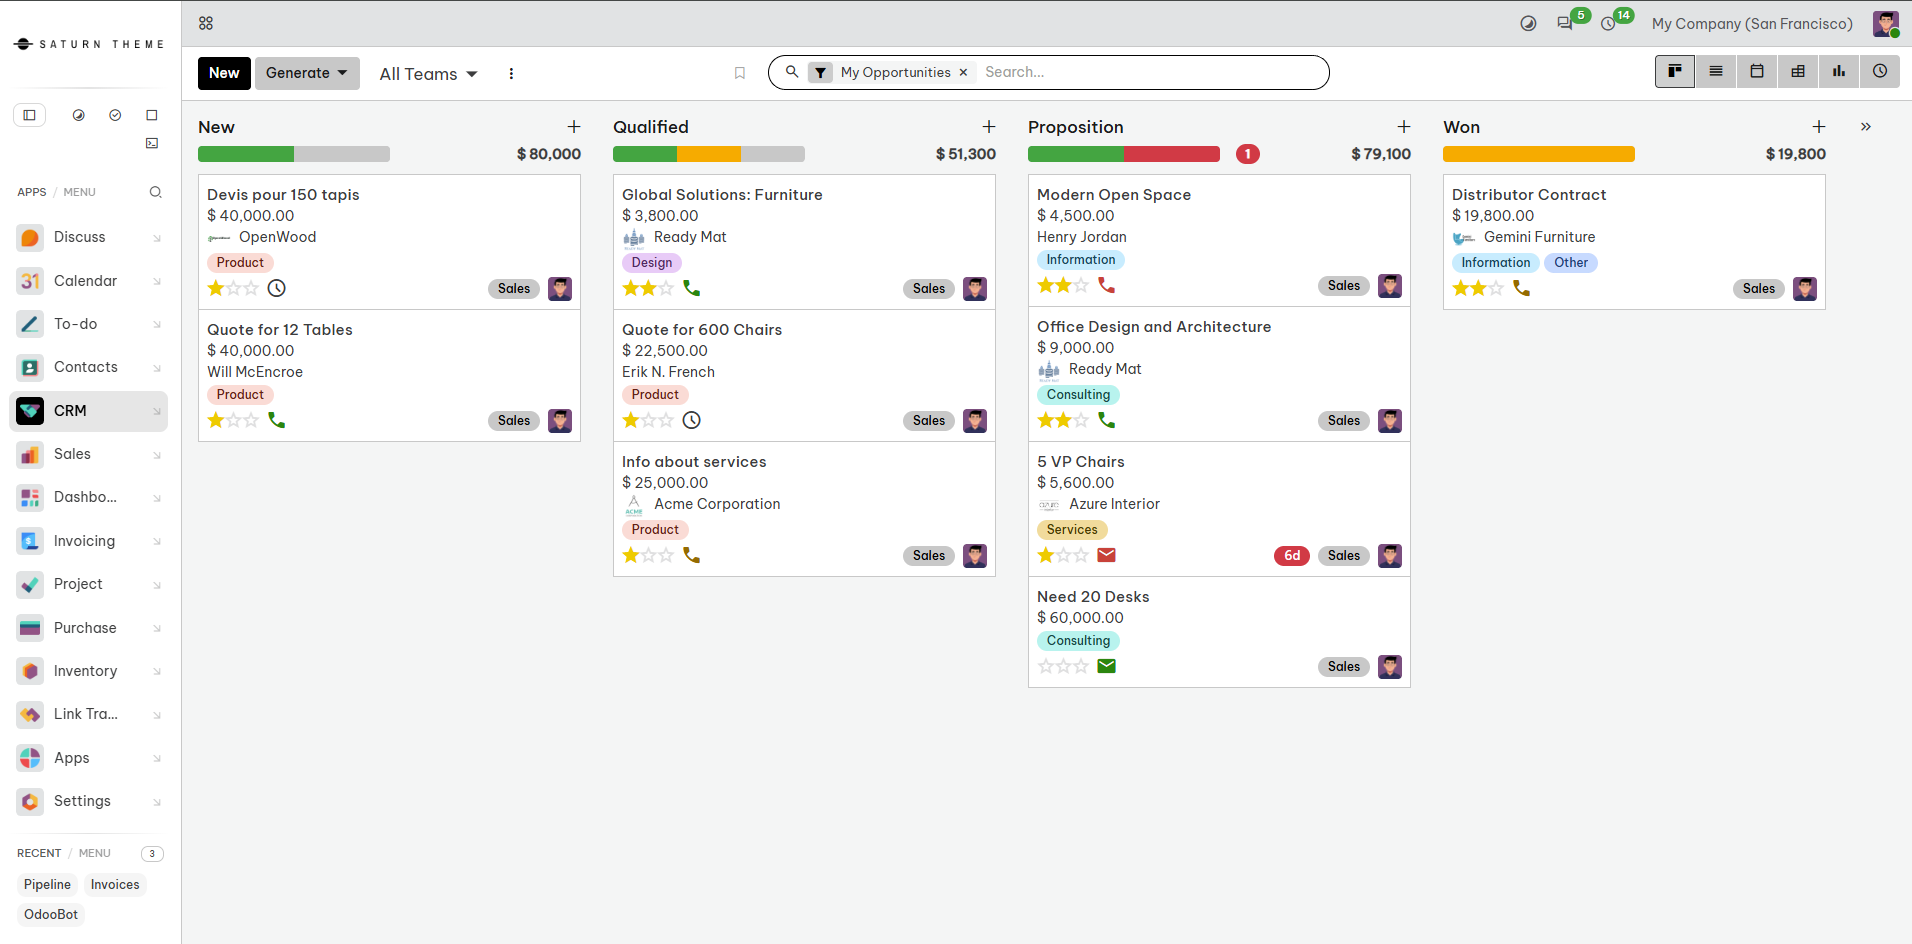 SATURN THEME
5
14
My Company (San Francisco)
New
Generate
All Teams
My Opportunities ×
Search...
APPS / MENU
Discuss
31 Calendar
To-do
Contacts
CRM
Sales
Dashbo...
Invoicing
Project
Purchase
Inventory
Link Tra...
Apps
Settings
RECENT / MENU
3
Pipeline
Invoices
OdooBot
New
$ 80,000
Devis pour 150 tapis
$ 40,000.00
OpenWood
Product
Sales
Quote for 12 Tables
$ 40,000.00
Will McEncroe
Product
Sales
Qualified
$ 51,300
Global Solutions: Furniture
$ 3,800.00
Ready Mat
Design
Sales
Quote for 600 Chairs
$ 22,500.00
Erik N. French
Product
Sales
Info about services
$ 25,000.00
ACME Acme Corporation
Product
Sales
Proposition
1
$ 79,100
Modern Open Space
$ 4,500.00
Henry Jordan
Information
Sales
Office Design and Architecture
$ 9,000.00
Ready Mat
Consulting
Sales
5 VP Chairs
$ 5,600.00
azure Azure Interior
Services
6d
Sales
Need 20 Desks
$ 60,000.00
Consulting
Sales
Won
$ 19,800
Distributor Contract
$ 19,800.00
Gemini Furniture
Information
Other
Sales